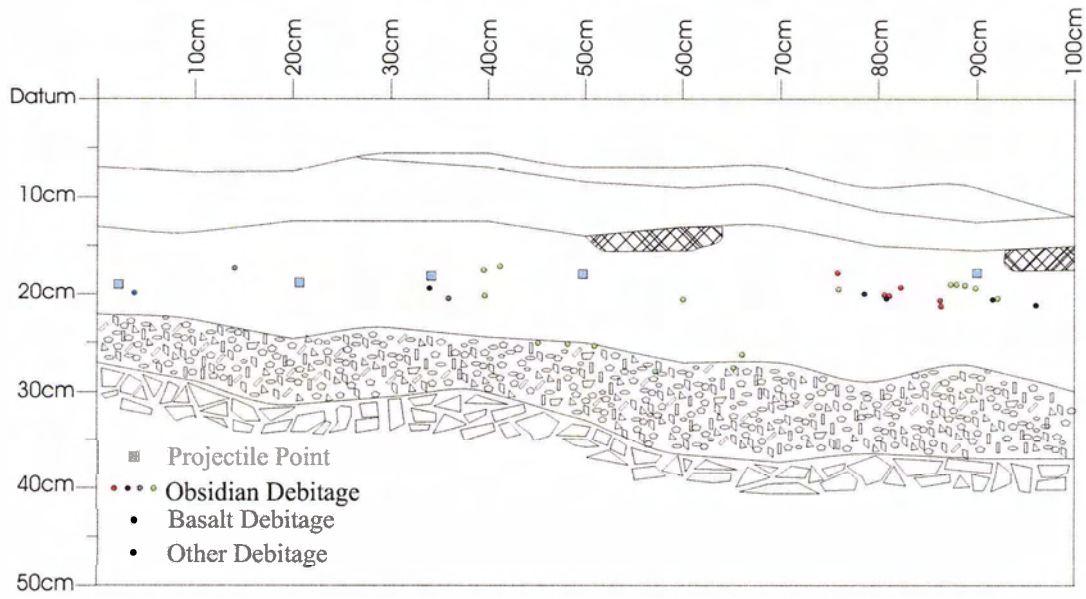 10cm 20cm 30cm 40cm 50cm 60cm 70cm 80cm 90cm 100cm
Datum
10cm
20cm
30cm
40cm
50cm
Projectile Point
Obsidian Debitage
Basalt Debitage
Other Debitage